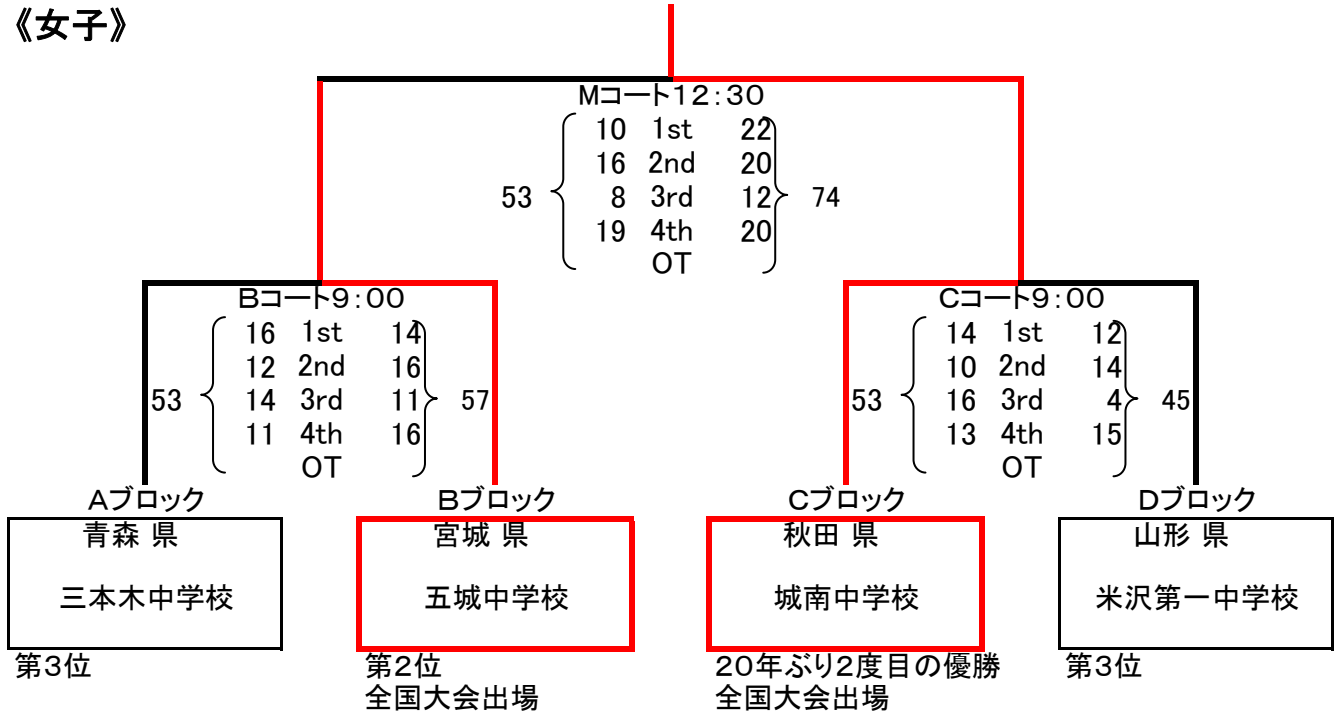 《女子》
Mコート12:30
10 1st 22
16 2nd 20
53 8 3rd 12 74
19 4th 20
OT
Bコート9:00 Cコート9:00
16 1st 14 14 1st 12
12 2nd 16 10 2nd 14
53 14 3rd 11 57 53 16 3rd 4 45
11 4th 16 13 4th 15
OT OT
Aブロック Bブロック Cブロック Dブロック
青森 県 宮城 県 秋田 県 山形 県
三本木中学校 五城中学校 城南中学校 米沢第一中学校
第3位 第2位 20年ぶり2度目の優勝 第3位
全国大会出場 全国大会出場